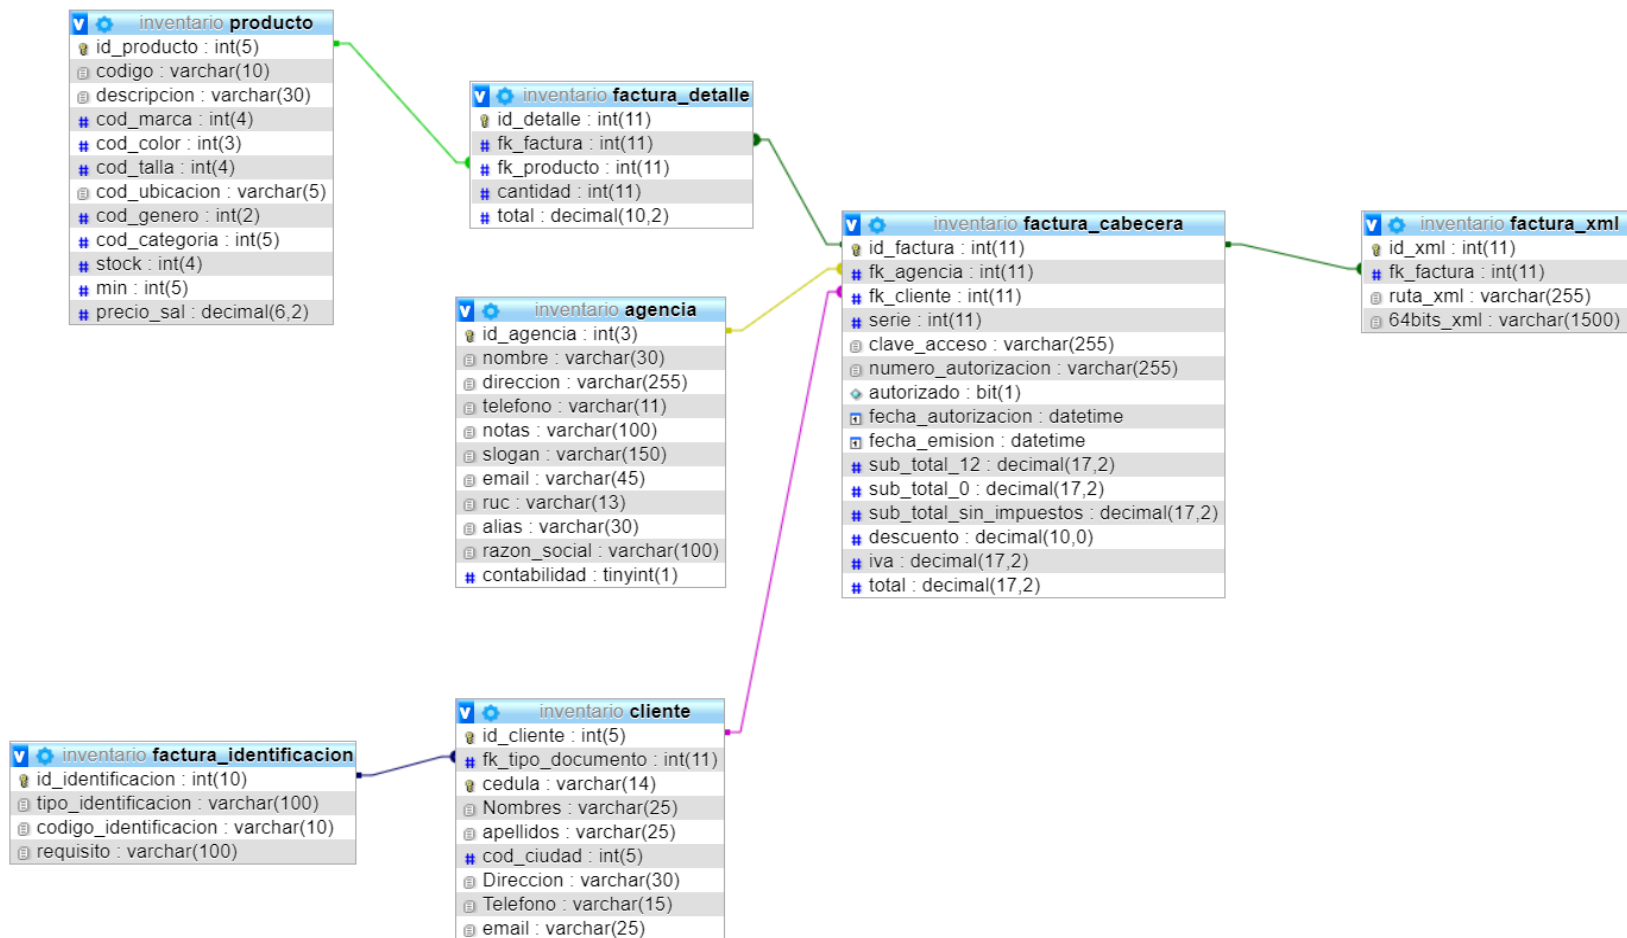 inventario producto
id_producto : int(5)
codigo : varchar(10)
descripcion : varchar(30)
cod_marca : int(4)
cod_color : int(3)
cod_talla : int(4)
cod_ubicacion : varchar(5)
cod_genero : int(2)
cod_categoria : int(5)
stock : int(4)
min : int(5)
precio_sal : decimal(6,2)
inventario factura_detalle
id_detalle : int(11)
fk_factura : int(11)
fk_producto : int(11)
cantidad : int(11)
total : decimal(10,2)
inventario agencia
id_agencia : int(3)
nombre : varchar(30)
direccion : varchar(255)
telefono : varchar(11)
notas : varchar(100)
slogan : varchar(150)
email : varchar(45)
ruc : varchar(13)
alias : varchar(30)
razon_social : varchar(100)
contabilidad : tinyint(1)
inventario factura_cabecera
id_factura : int(11)
fk_agencia : int(11)
fk_cliente : int(11)
serie : int(11)
clave_acceso : varchar(255)
numero_autorizacion : varchar(255)
autorizado : bit(1)
fecha_autorizacion : datetime
fecha_emision : datetime
sub_total_12 : decimal(17,2)
sub_total_0 : decimal(17,2)
sub_total_sin_impuestos : decimal(17,2)
descuento : decimal(10,0)
iva : decimal(17,2)
total : decimal(17,2)
inventario factura_xml
id_xml : int(11)
fk_factura : int(11)
ruta_xml : varchar(255)
64bits_xml : varchar(1500)
inventario factura_identificacion
id_identificacion : int(10)
tipo_identificacion : varchar(100)
codigo_identificacion : varchar(10)
requisito : varchar(100)
inventario cliente
id_cliente : int(5)
fk_tipo_documento : int(11)
cedula : varchar(14)
Nombres : varchar(25)
apellidos : varchar(25)
cod_ciudad : int(5)
Direccion : varchar(30)
Telefono : varchar(15)
email : varchar(25)